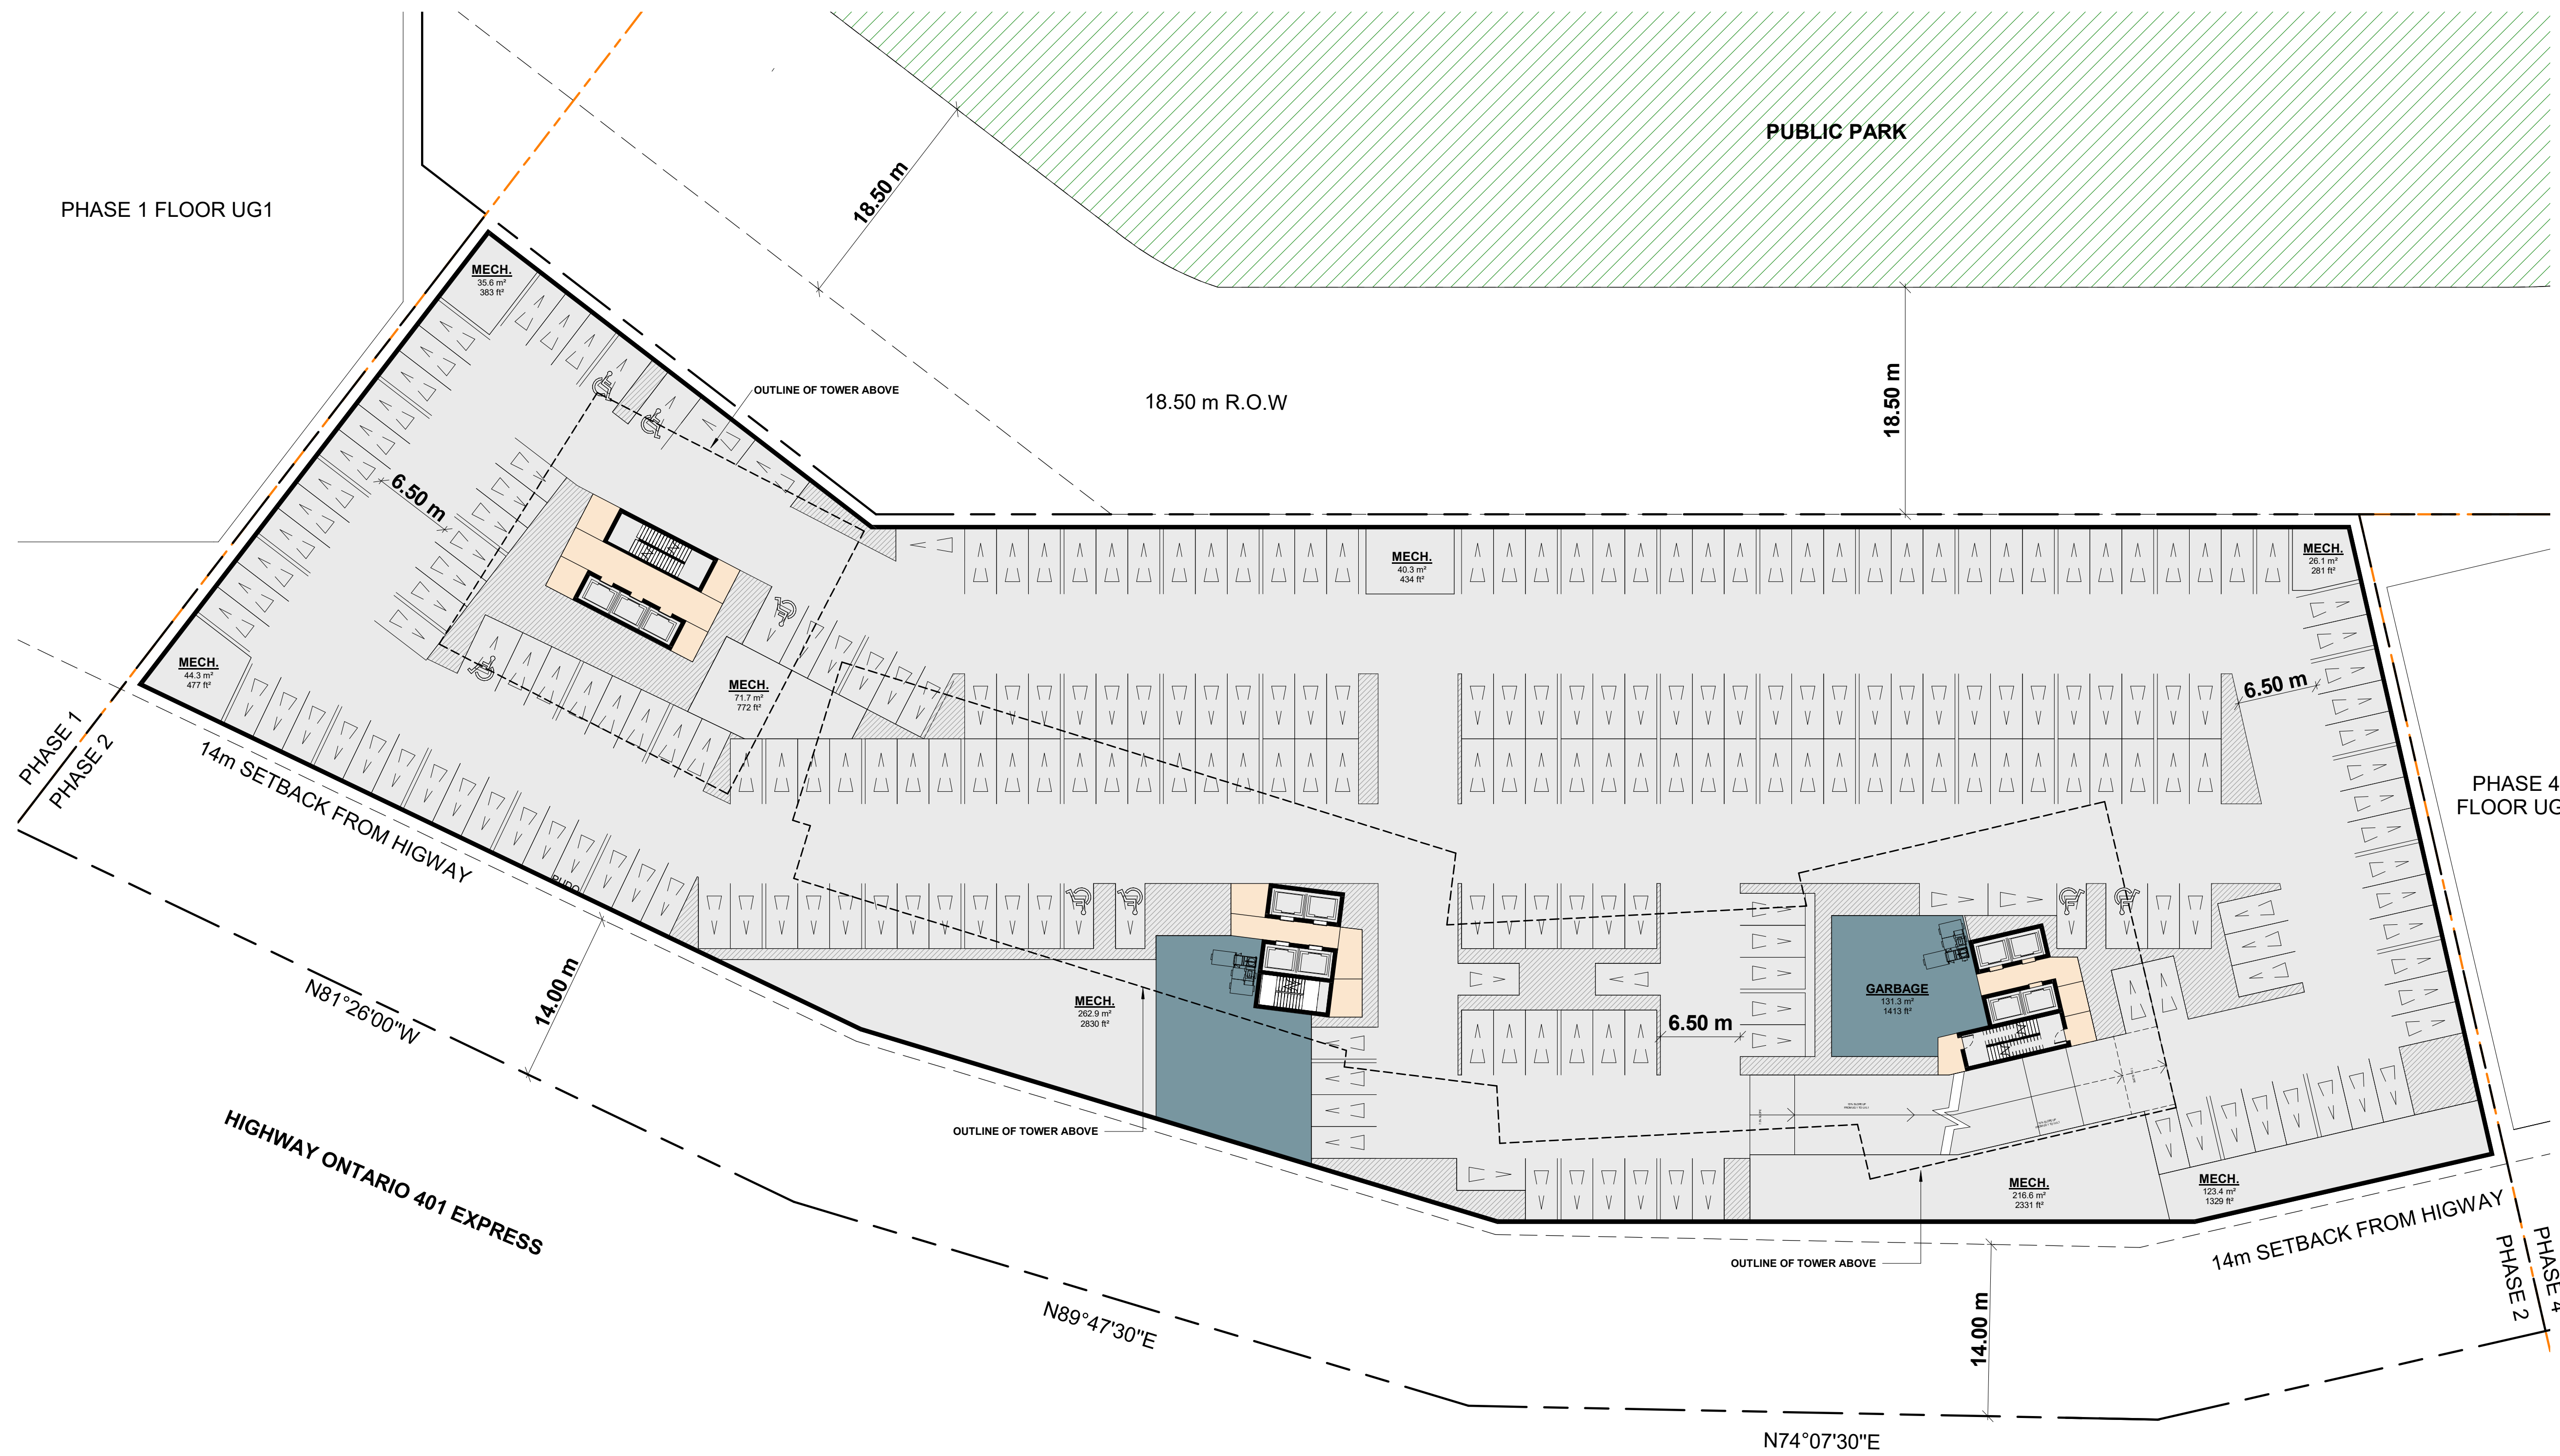 PUBLIC PARK
PHASE 1 FLOOR UG1
18.50 m
MECH.
35.6 m²
383 ft²
OUTLINE OF TOWER ABOVE
18.50 m R.O.W
18.50 m
6.50 m
MECH.
40.3 m²
434 ft²
MECH.
26.1 m²
281 ft²
MECH.
44.3 m²
477 ft²
MECH.
71.7 m²
772 ft²
6.50 m
PHASE 1
PHASE 2
14m SETBACK FROM HIGWAY
PHASE 4
FLOOR UG
14.00 m
N81°26'00"W
MECH.
262.9 m²
2830 ft²
GARBAGE
131.3 m²
1413 ft²
6.50 m
HIGHWAY ONTARIO 401 EXPRESS
OUTLINE OF TOWER ABOVE
MECH.
216.6 m²
2331 ft²
MECH.
123.4 m²
1329 ft²
OUTLINE OF TOWER ABOVE
14m SETBACK FROM HIGWAY
PHASE 2
PHASE 4
14.00 m
N89°47'30"E
N74°07'30"E